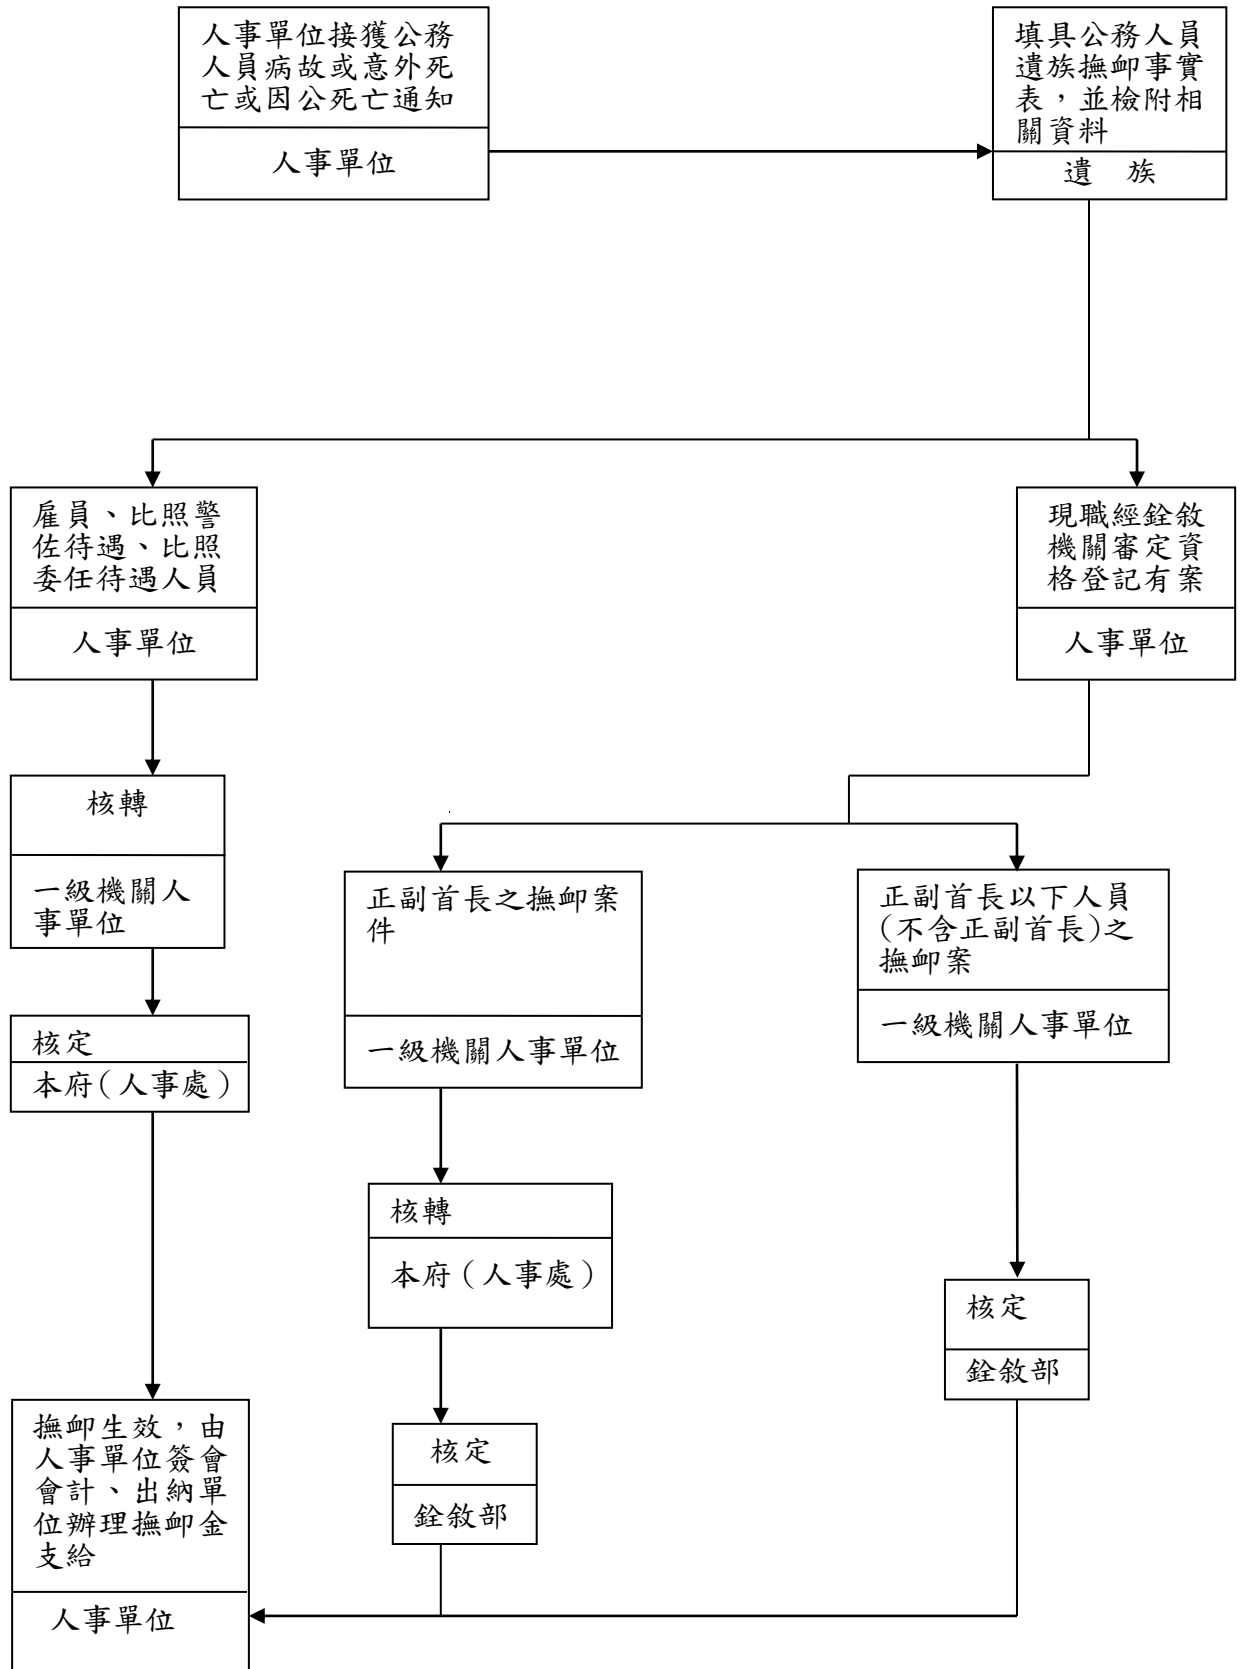 人事單位接獲公務
人員病故或意外死
亡或因公死亡通知
人事單位
填具公務人員
遺族撫卹事實
表，並檢附相
關資料
遺　族
雇員、比照警
佐待遇、比照
委任待遇人員
人事單位
現職經銓敘
機關審定資
格登記有案
人事單位
核轉
一級機關人
事單位
正副首長之撫卹案
件
一級機關人事單位
正副首長以下人員
(不含正副首長)之
撫卹案
一級機關人事單位
核定
本府(人事處)
核轉
本府(人事處)
核定
銓敘部
核定
銓敘部
撫卹生效，由
人事單位簽會
會計、出納單
位辦理撫卹金
支給
人事單位